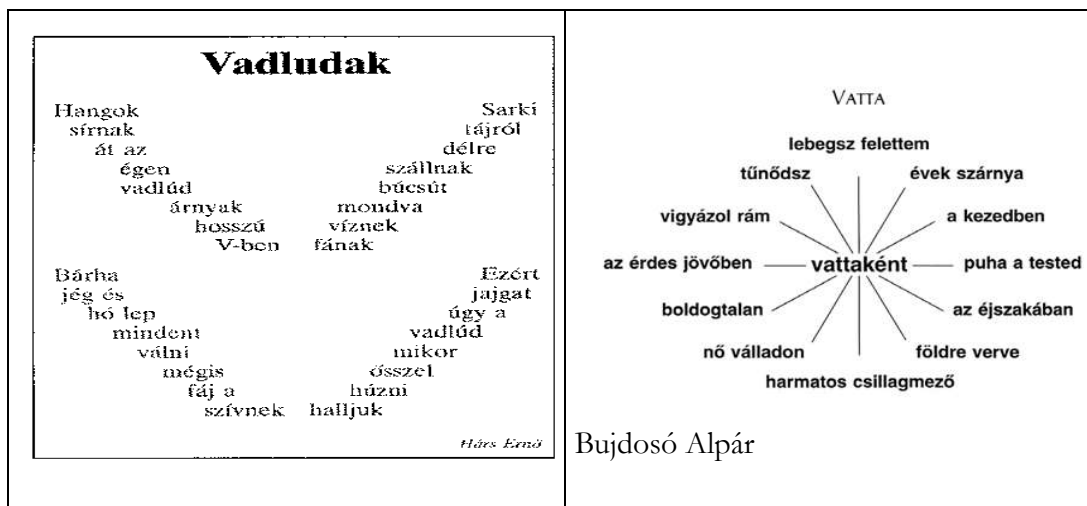 Vadludak
Hangok
sírnak
át az
égen
vadlúd
árnyak
hosszú
V-ben
Sarki
tájról
délre
szállnak
búcsút
mondva
víznek
fának
Bárha
jég és
hó lep
mindent
válni
mégis
fáj a
szívnek
Ezért
jajgat
úgy a
vadlúd
mikor
ősszel
húzni
halljuk
Hárs Ernő
VATTA
lebegsz felettem
tűnődsz
évek szárnya
vigyázol rám
a kezedben
az érdes jövőben
vattaként
puha a tested
boldogtalan
az éjszakában
nő válladon
földre verve
harmatos csillagmező
Bujdosó Alpár